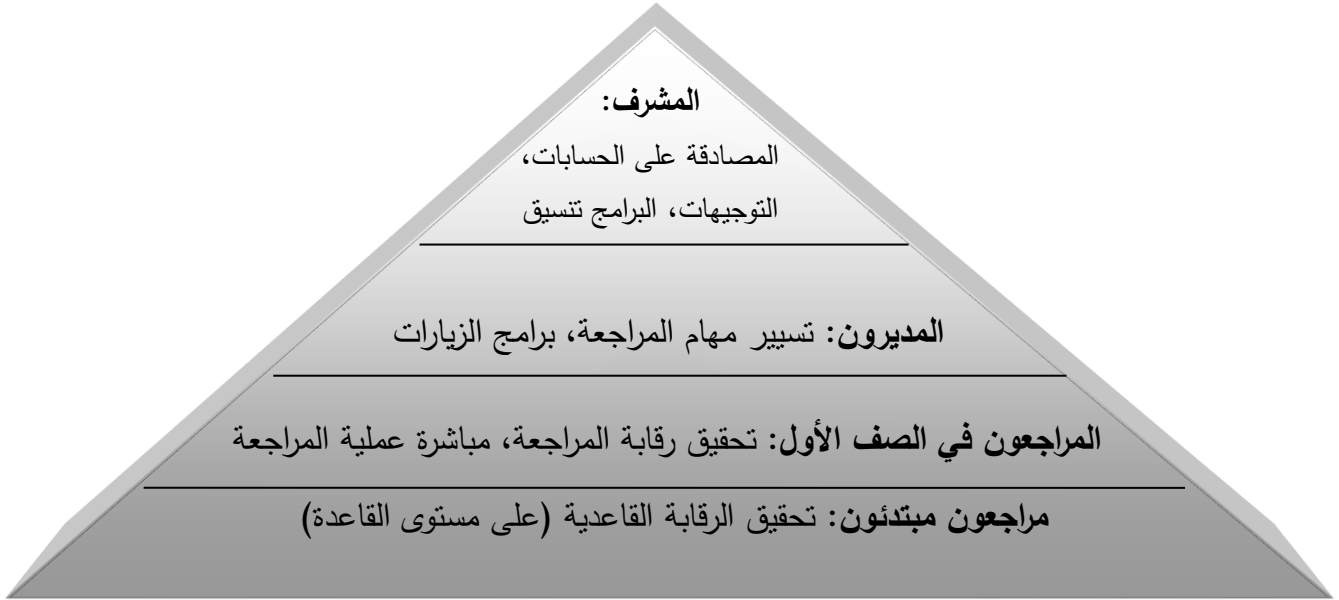 المشرف:
المصادقة على الحسابات،
التوجيهات، البرامج تنسيق
المديرون: تسيير مهام المراجعة، برامج الزيارات
المراجعون في الصف الأول: تحقيق رقابة المراجعة، مباشرة عملية المراجعة
مراجعون مبتدئون: تحقيق الرقابة القاعدية (على مستوى القاعدة)